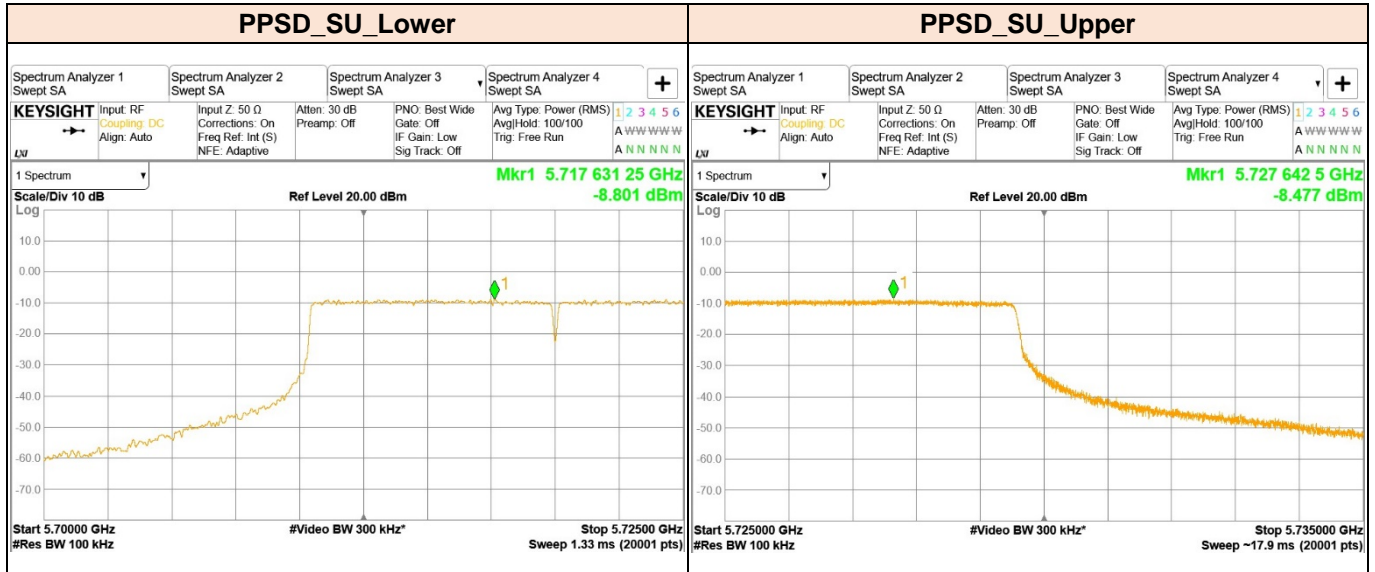 PPSD_SU_Lower
Spectrum Analyzer 1 Spectrum Analyzer 2 Spectrum Analyzer 3 Spectrum Analyzer 4
Swept SA Swept SA Swept SA Swept SA +
KEYSIGHT Input: RF Input Z: 50 Ω Atten: 30 dB PNO: Best Wide Avg Type: Power (RMS) 1 2 3 4 5 6
Coupling: DC Corrections: On Preamp: Off Gate: Off Avg|Hold: 100/100
Align: Auto Freq Ref: Int (S) IF Gain: Low Trig: Free Run A W W W W W
LXI NFE: Adaptive Sig Track: Off A N N N N N
1 Spectrum
Mkr1 5.717 631 25 GHz
Scale/Div 10 dB Ref Level 20.00 dBm -8.801 dBm
Log
10.0
0.00
1
-10.0
-20.0
-30.0
-40.0
-50.0
-60.0
-70.0
Start 5.70000 GHz #Video BW 300 kHz* Stop 5.72500 GHz
#Res BW 100 kHz Sweep 1.33 ms (20001 pts)
PPSD_SU_Upper
Spectrum Analyzer 1 Spectrum Analyzer 2 Spectrum Analyzer 3 Spectrum Analyzer 4
Swept SA Swept SA Swept SA Swept SA +
KEYSIGHT Input: RF Input Z: 50 Ω Atten: 30 dB PNO: Best Wide Avg Type: Power (RMS) 1 2 3 4 5 6
Coupling: DC Corrections: On Preamp: Off Gate: Off Avg|Hold: 100/100
Align: Auto Freq Ref: Int (S) IF Gain: Low Trig: Free Run A W W W W W
LXI NFE: Adaptive Sig Track: Off A N N N N N
1 Spectrum
Mkr1 5.727 642 5 GHz
Scale/Div 10 dB Ref Level 20.00 dBm -8.477 dBm
Log
10.0
0.00
1
-10.0
-20.0
-30.0
-40.0
-50.0
-60.0
-70.0
Start 5.725000 GHz #Video BW 300 kHz* Stop 5.735000 GHz
#Res BW 100 kHz Sweep ~17.9 ms (20001 pts)